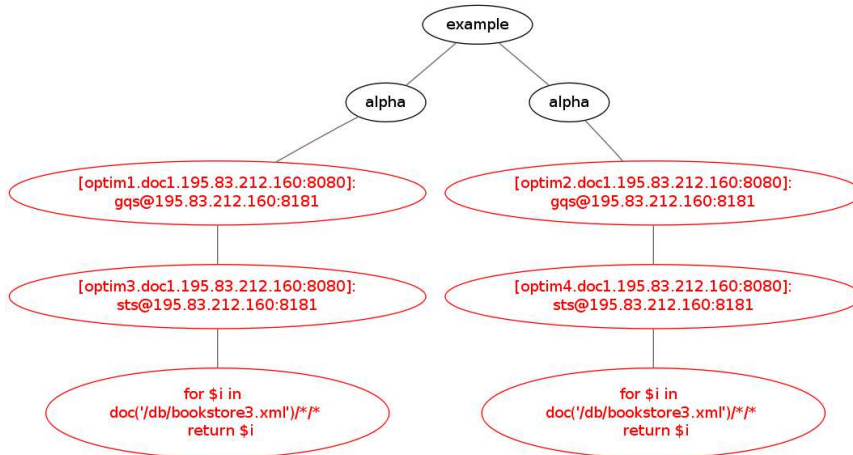 example
alpha
alpha
[optim1.doc1.195.83.212.160:8080]:
gqs@195.83.212.160:8181
[optim2.doc1.195.83.212.160:8080]:
gqs@195.83.212.160:8181
[optim3.doc1.195.83.212.160:8080]:
sts@195.83.212.160:8181
[optim4.doc1.195.83.212.160:8080]:
sts@195.83.212.160:8181
for $i in
doc('/db/bookstore3.xml')/*/*
return $i
for $i in
doc('/db/bookstore3.xml')/*/*
return $i